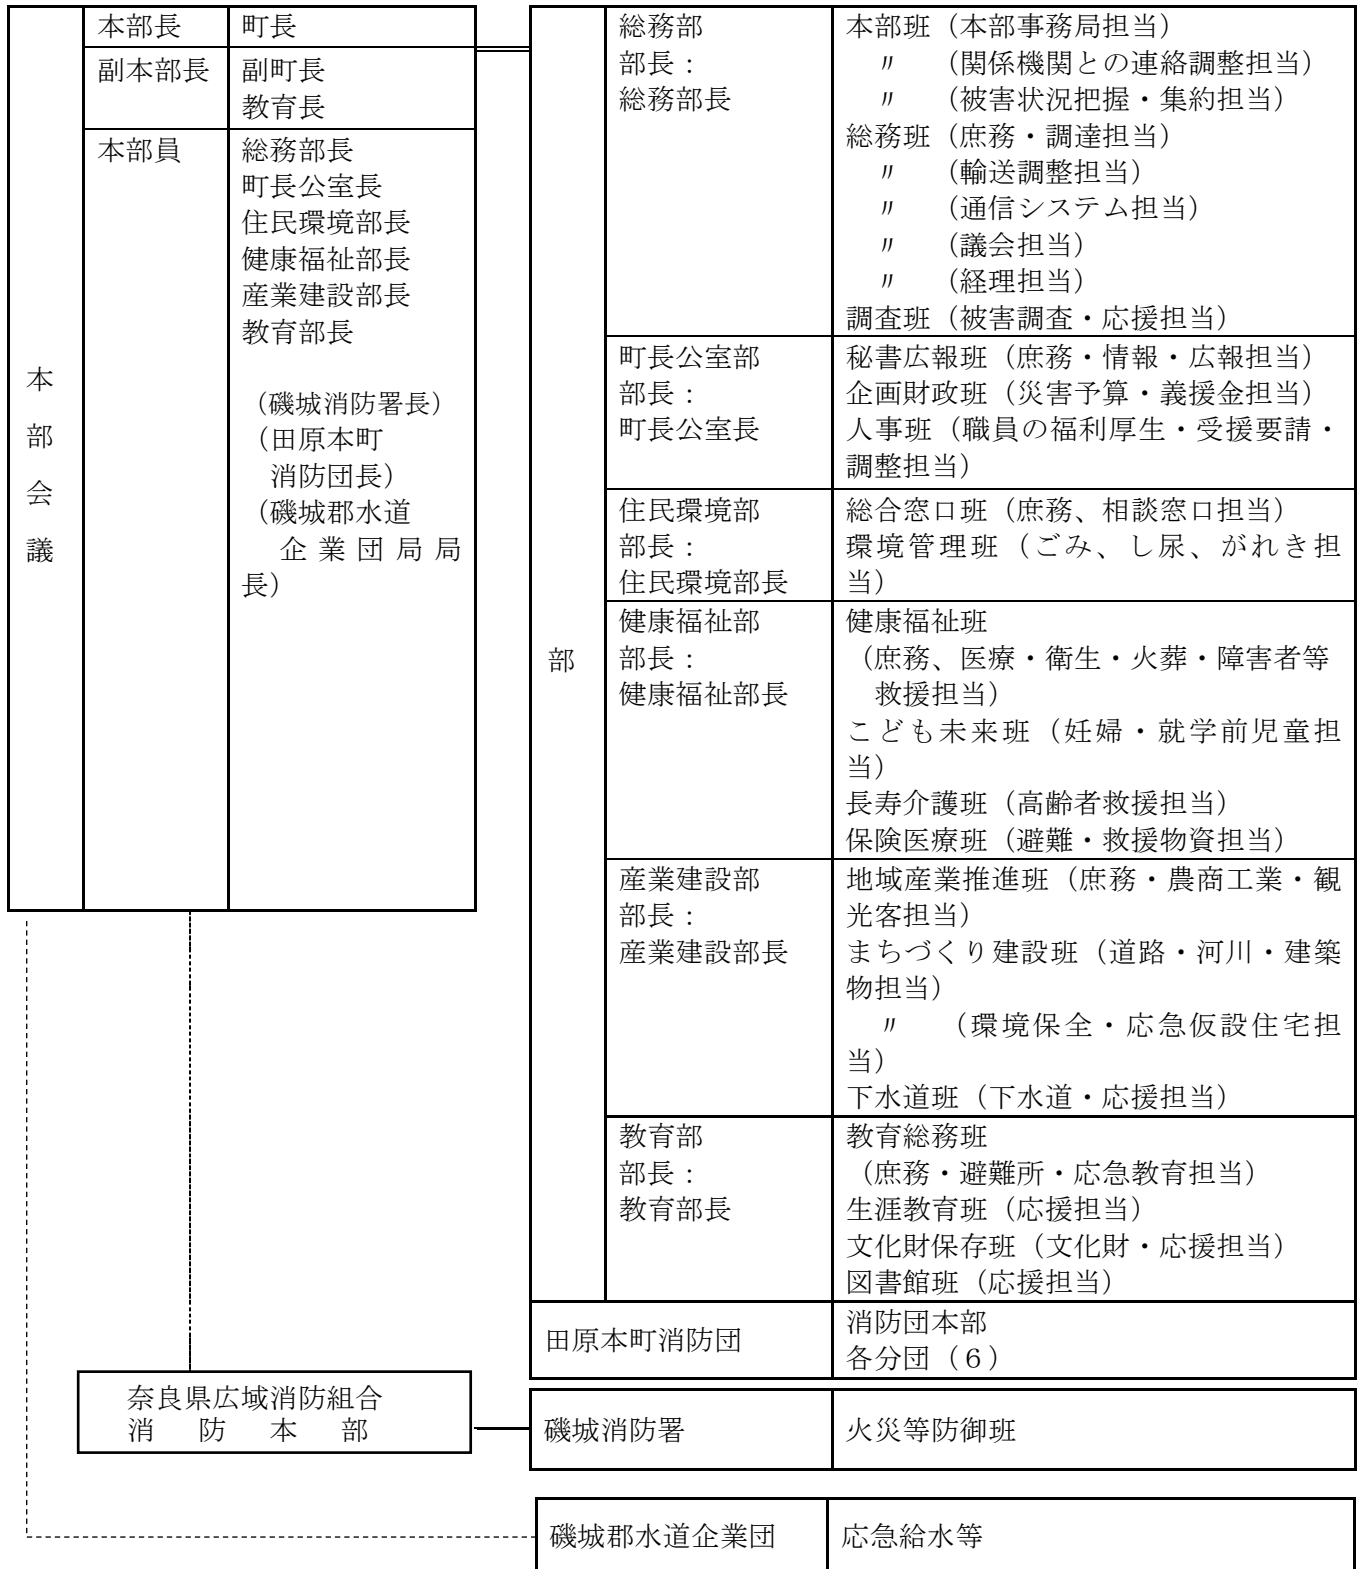 本部会議
本部長
町長
副本部長
副町長
教育長
本部員
総務部長
町長公室長
住民環境部長
健康福祉部長
産業建設部長
教育部長
（磯城消防署長）
（田原本町
消防団長）
（磯城郡水道
企業団局局
長）
部
総務部
部長：
総務部長
本部班（本部事務局担当）
〃　（関係機関との連絡調整担当）
〃　（被害状況把握・集約担当）
総務班（庶務・調達担当）
〃　（輸送調整担当）
〃　（通信システム担当）
〃　（議会担当）
〃　（経理担当）
調査班（被害調査・応援担当）
町長公室部
部長：
町長公室長
秘書広報班（庶務・情報・広報担当）
企画財政班（災害予算・義援金担当）
人事班（職員の福利厚生・受援要請・
調整担当）
住民環境部
部長：
住民環境部長
総合窓口班（庶務、相談窓口担当）
環境管理班（ごみ、し尿、がれき担
当）
健康福祉部
部長：
健康福祉部長
健康福祉班
（庶務、医療・衛生・火葬・障害者等
救援担当）
こども未来班（妊婦・就学前児童担
当）
長寿介護班（高齢者救援担当）
保険医療班（避難・救援物資担当）
産業建設部
部長：
産業建設部長
地域産業推進班（庶務・農商工業・観
光客担当）
まちづくり建設班（道路・河川・建築
物担当）
〃　（環境保全・応急仮設住宅担
当）
下水道班（下水道・応援担当）
教育部
部長：
教育部長
教育総務班
（庶務・避難所・応急教育担当）
生涯教育班（応援担当）
文化財保存班（文化財・応援担当）
図書館班（応援担当）
田原本町消防団
消防団本部
各分団（６）
奈良県広域消防組合
消　防　本　部
磯城消防署
火災等防御班
磯城郡水道企業団
応急給水等